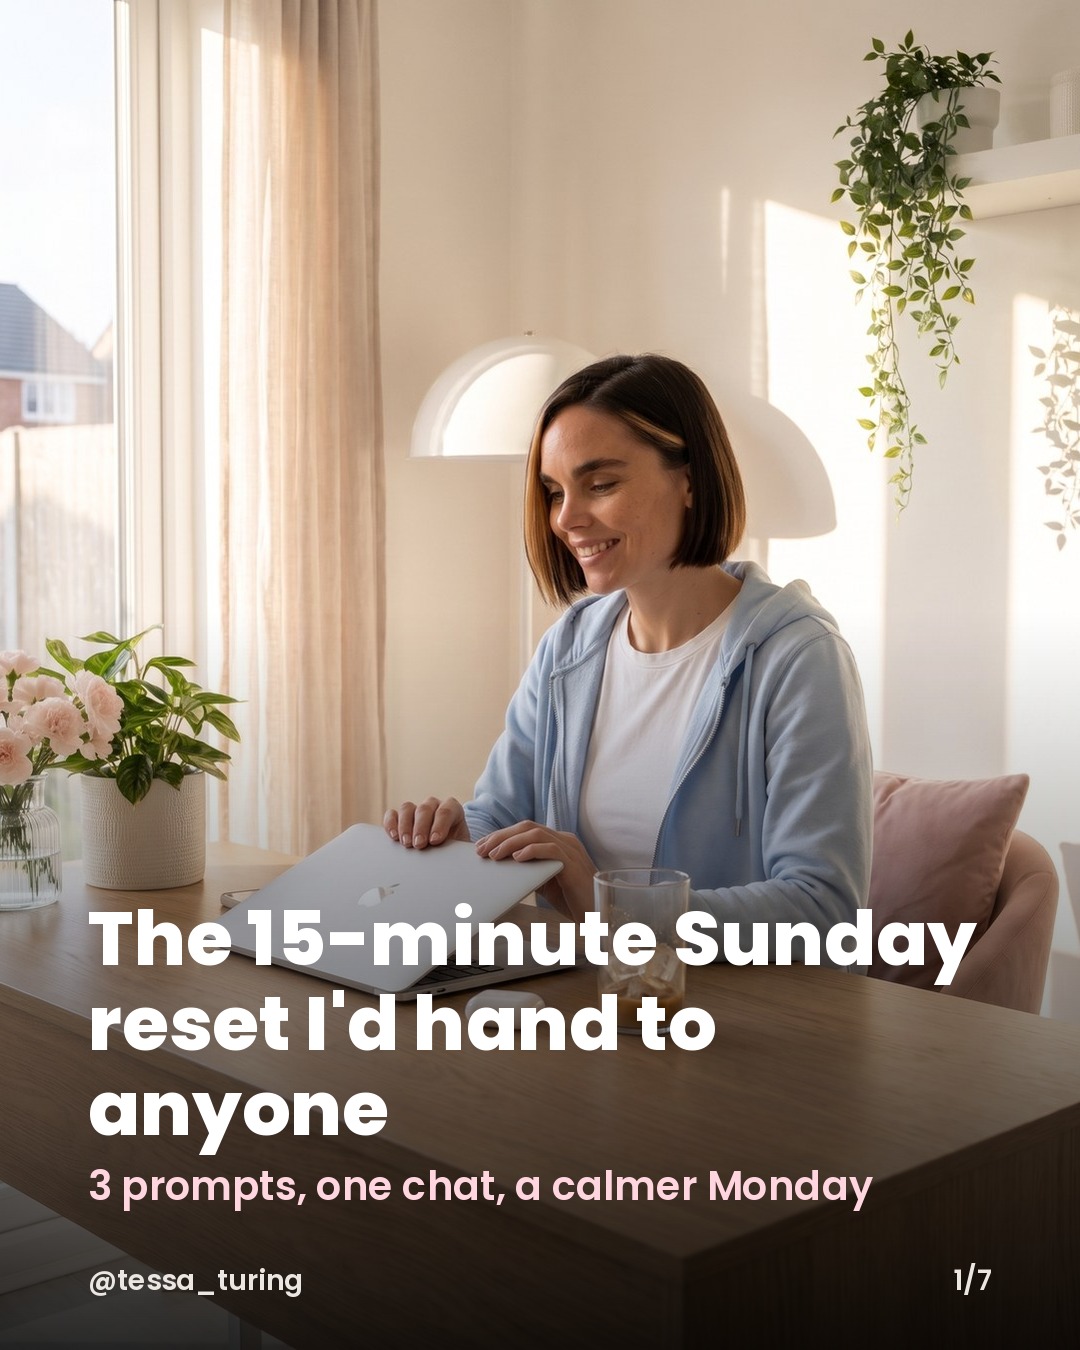 The 15-minute Sunday
reset I'd hand to
anyone
3 prompts, one chat, a calmer Monday
@tessa_turing
1/7